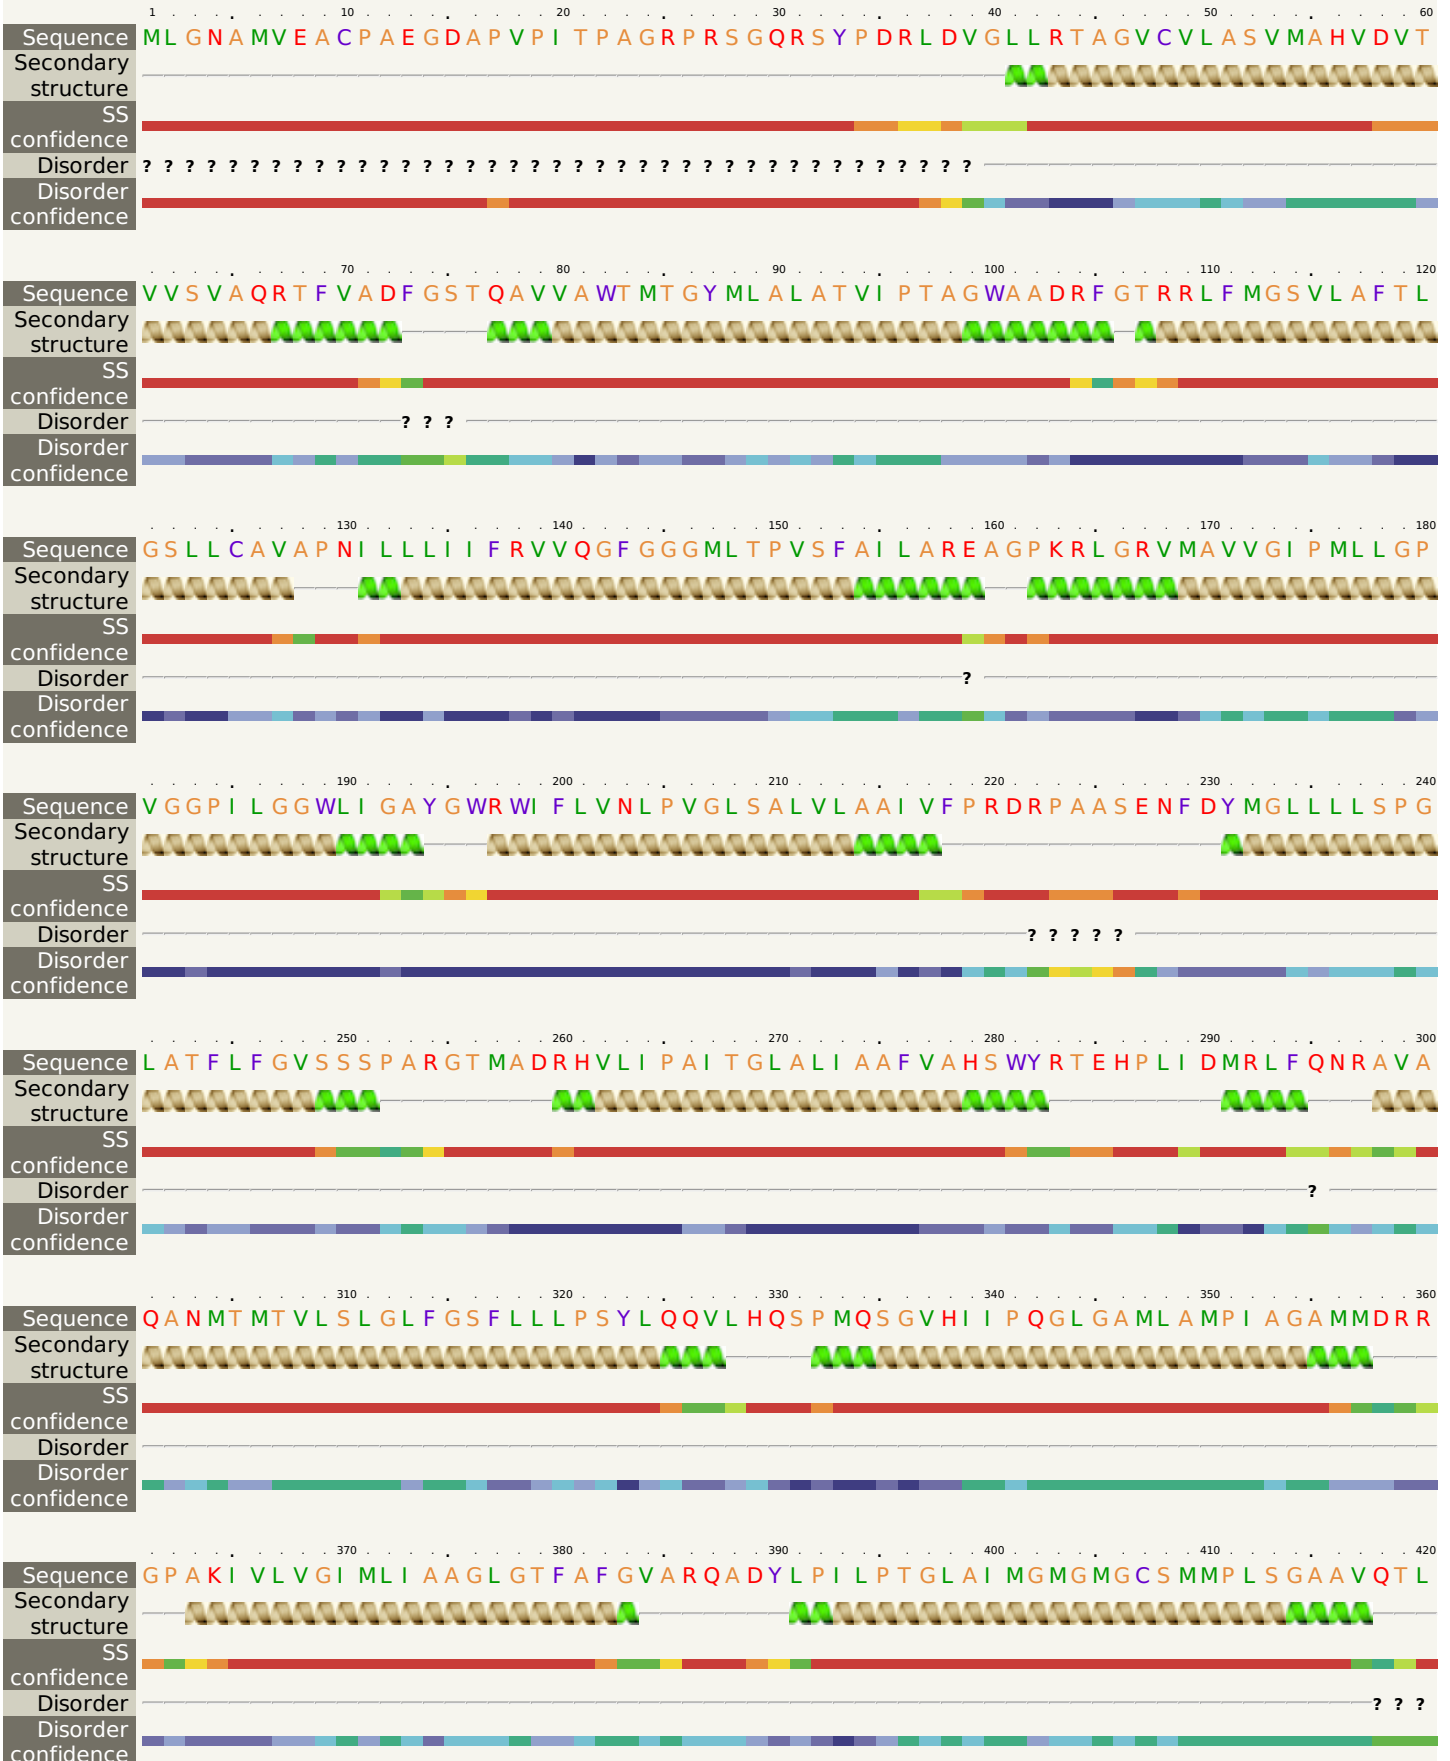 1 10 20 30 40 50 60
Sequence MLGNAMVEACPAEGDAPVPITPAGRPRSGQRSYPDRLDVGLLRTAGVCVLASVMAHVDVT
Secondary
structure
SS
confidence
Disorder ? ? ? ? ? ? ? ? ? ? ? ? ? ? ? ? ? ? ? ? ? ? ? ? ? ? ? ? ? ? ? ? ? ? ? ? ? ? ?
Disorder
confidence
70 80 90 100 110 120
Sequence VVSVAQRTFVADFGSTQAVVAWTMTGYMLALATVIPTAGWAADRFGTRRLFMGSVLAFTL
Secondary
structure
SS
confidence
Disorder ? ? ?
Disorder
confidence
130 140 150 160 170 180
Sequence GSLLCAVAPNILLLIIFRVVQGFGGGMLTPVSFAILAREAGPKRLGRVMAVVGIPMLLGP
Secondary
structure
SS
confidence
Disorder ?
Disorder
confidence
190 200 210 220 230 240
Sequence VGGPILGGWLIGAYGWRWIFLVNLPVGLSALVLAAIVFPRDRPAASENFDYMGLLLLSPG
Secondary
structure
SS
confidence
Disorder ? ? ? ? ?
Disorder
confidence
250 260 270 280 290 300
Sequence LATFLFGVSSSPARGTMADRHVLIPAITGLALIAAFVAHSWYRTEHPLIDMRLFQNRAVA
Secondary
structure
SS
confidence
Disorder ?
Disorder
confidence
310 320 330 340 350 360
Sequence QANMTMTVLSLGLFGSFLLLPSYLQQVLHQSPMQSGVHIIPQGLGAMLAMPIAGAMMDRR
Secondary
structure
SS
confidence
Disorder
Disorder
confidence
370 380 390 400 410 420
Sequence GPAKIVLVGIMLIAAGLGTFAFGVARQADYLPILPTGLAIMGMGMGCSMMPLSGAAVQTL
Secondary
structure
SS
confidence
Disorder ? ? ?
Disorder
confidence